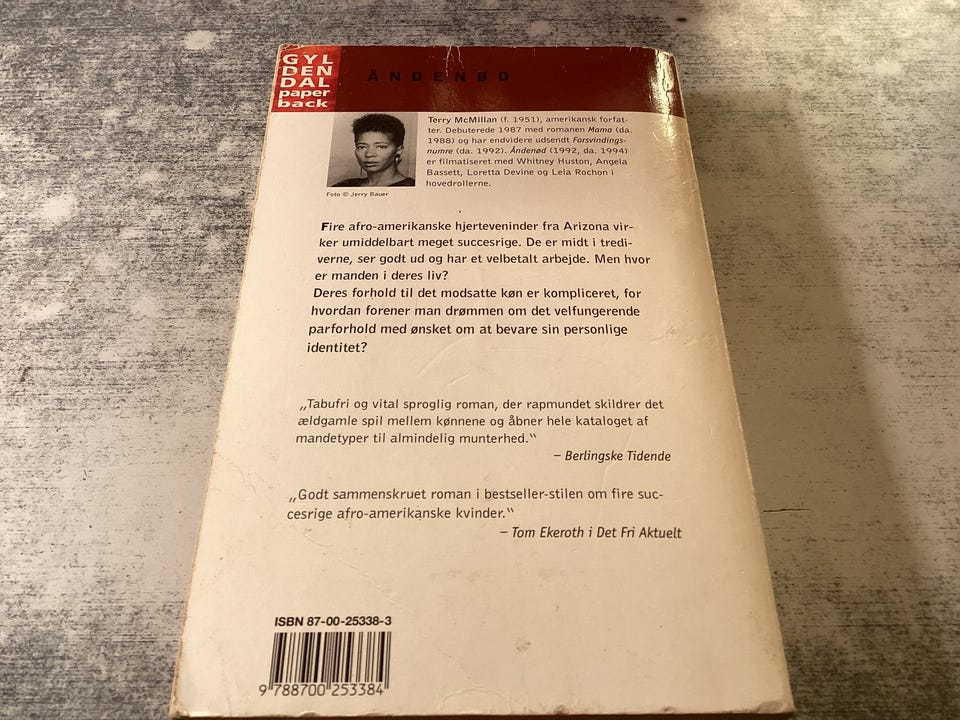 GYL
DEN
DAL
paper
back
ÅNDENØD
Terry McMillan (f. 1951), amerikansk forfat-
ter. Debuterede 1987 med romanen Mama (da.
1988) og har endvidere udsendt Forsvindings-
numre (da. 1992). Åndenød (1992, da. 1994)
er filmatiseret med Whitney Huston, Angela
Bassett, Loretta Devine og Lela Rochon i
hovedrollerne.
Foto © Jerry Bauer
Fire afro-amerikanske hjerteveninder fra Arizona vir-
ker umiddelbart meget succesrige. De er midt i tredi-
verne, ser godt ud og har et velbetalt arbejde. Men hvor
er manden i deres liv?
Deres forhold til det modsatte køn er kompliceret, for
hvordan forener man drømmen om det velfungerende
parforhold med ønsket om at bevare sin personlige
identitet?
„Tabufri og vital sproglig roman, der rapmundet skildrer det
ældgamle spil mellem kønnene og åbner hele kataloget af
mandetyper til almindelig munterhed.“
– Berlingske Tidende
„Godt sammenskruet roman i bestseller-stilen om fire suc-
cesrige afro-amerikanske kvinder.“
– Tom Ekeroth i Det Fri Aktuelt
ISBN 87-00-25338-3
9 788700 253384